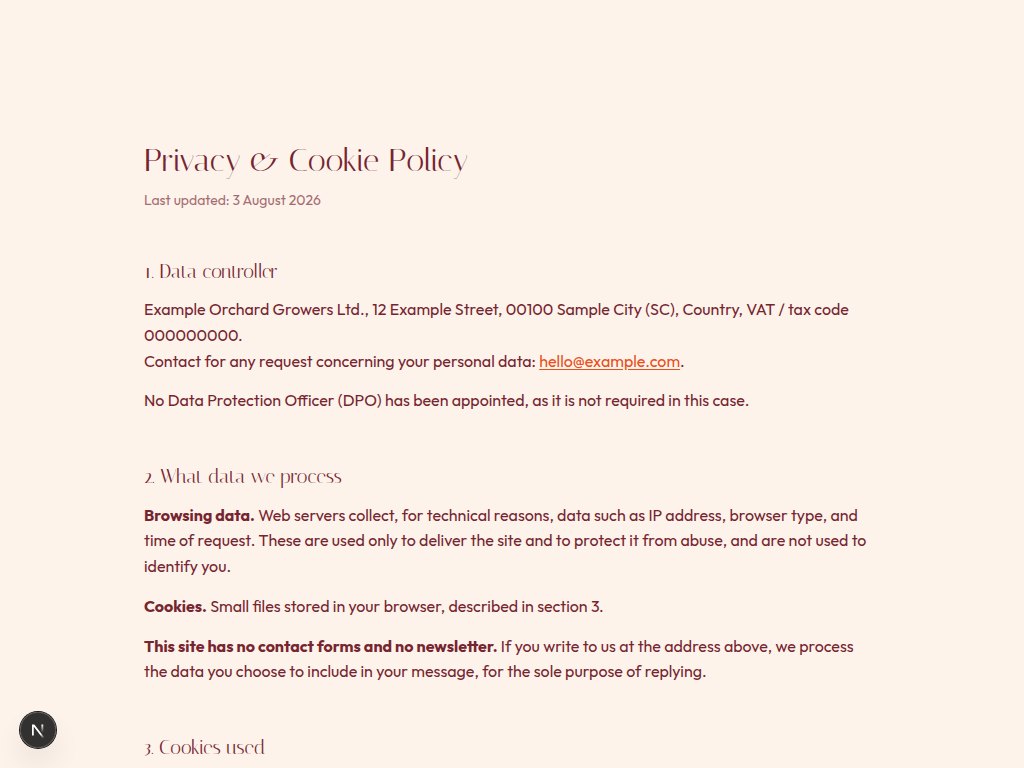 Privacy & Cookie Policy
Last updated: 3 August 2026
1. Data controller
Example Orchard Growers Ltd., 12 Example Street, 00100 Sample City (SC), Country, VAT / tax code
000000000.
Contact for any request concerning your personal data: hello@example.com.
No Data Protection Officer (DPO) has been appointed, as it is not required in this case.
2. What data we process
Browsing data. Web servers collect, for technical reasons, data such as IP address, browser type, and
time of request. These are used only to deliver the site and to protect it from abuse, and are not used to
identify you.
Cookies. Small files stored in your browser, described in section 3.
This site has no contact forms and no newsletter. If you write to us at the address above, we process
the data you choose to include in your message, for the sole purpose of replying.
N
3. Cookies used